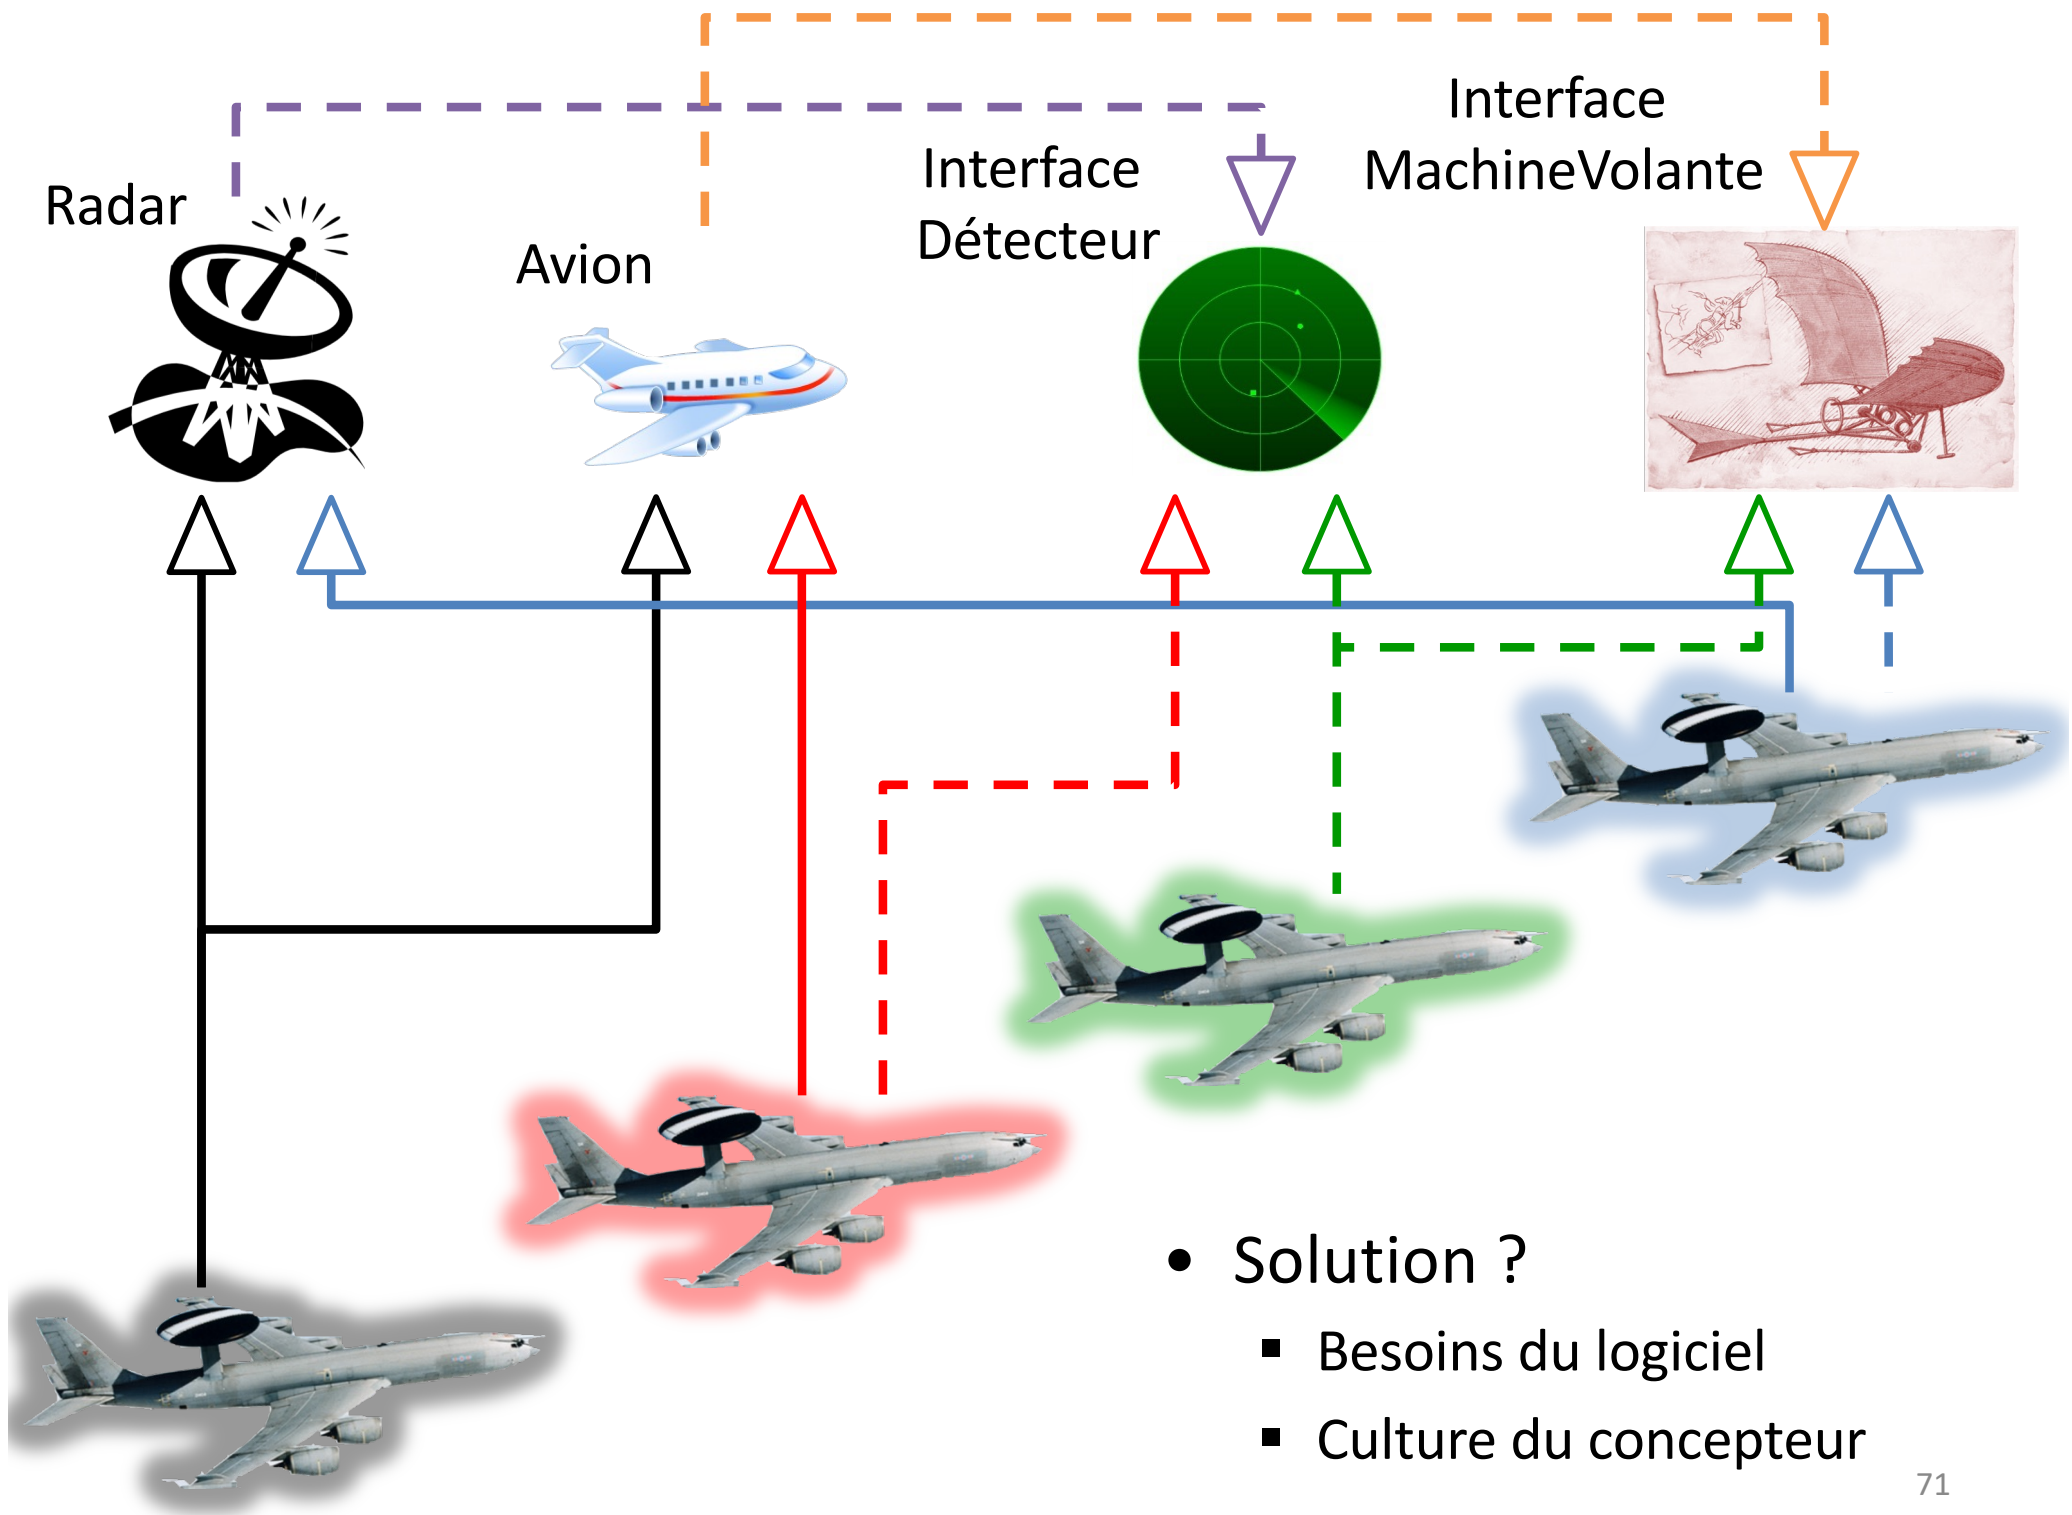 Interface
MachineVolante
Interface
Détecteur
Radar
Avion
• Solution ?
▪ Besoins du logiciel
▪ Culture du concepteur
71